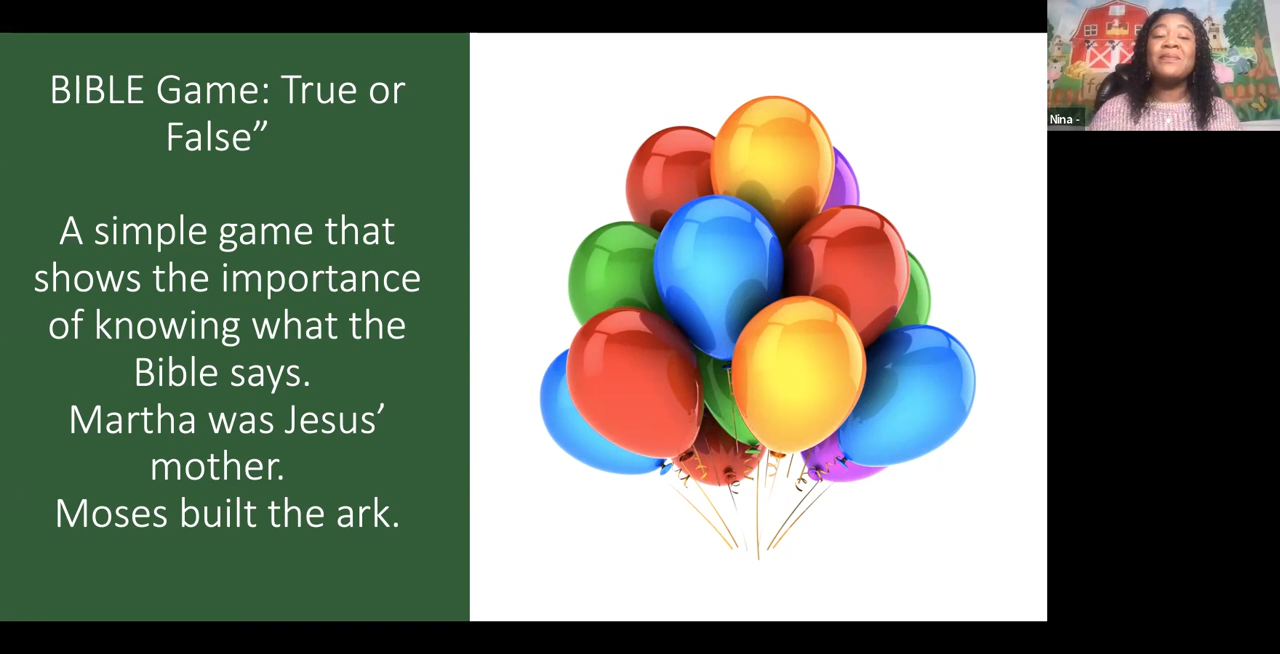 BIBLE Game: True or
False”
A simple game that
shows the importance
of knowing what the
Bible says.
Martha was Jesus’
mother.
Moses built the ark.
Nina -